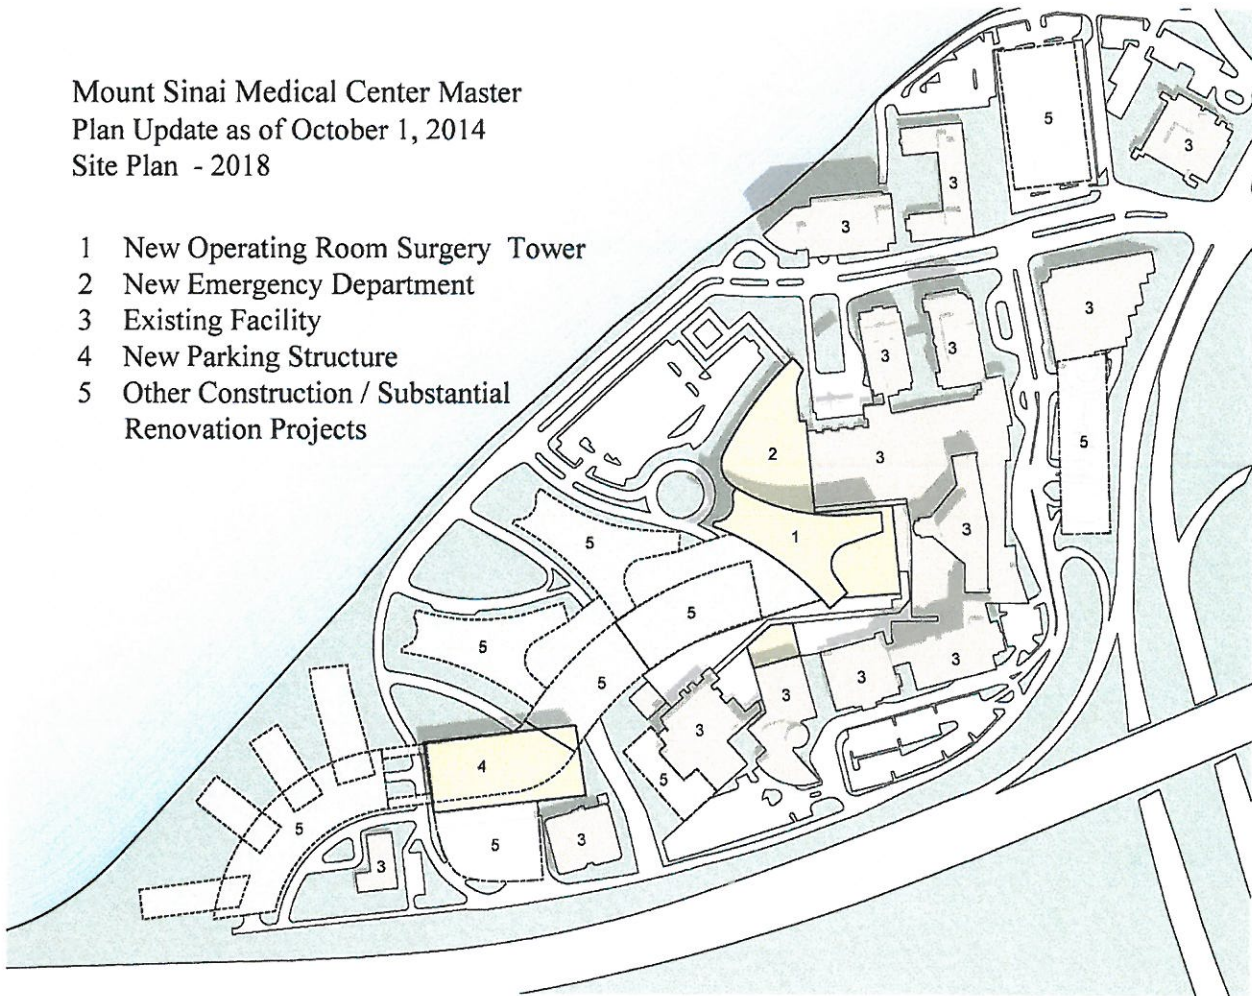 Mount Sinai Medical Center Master
Plan Update as of October 1, 2014
Site Plan - 2018
1 New Operating Room Surgery Tower
2 New Emergency Department
3 Existing Facility
4 New Parking Structure
5 Other Construction / Substantial
Renovation Projects
5
3
3
3
3
3
3
5
2
3
3
1
5
5
5
5
3
3
3
3
4
5
5
5
3
3